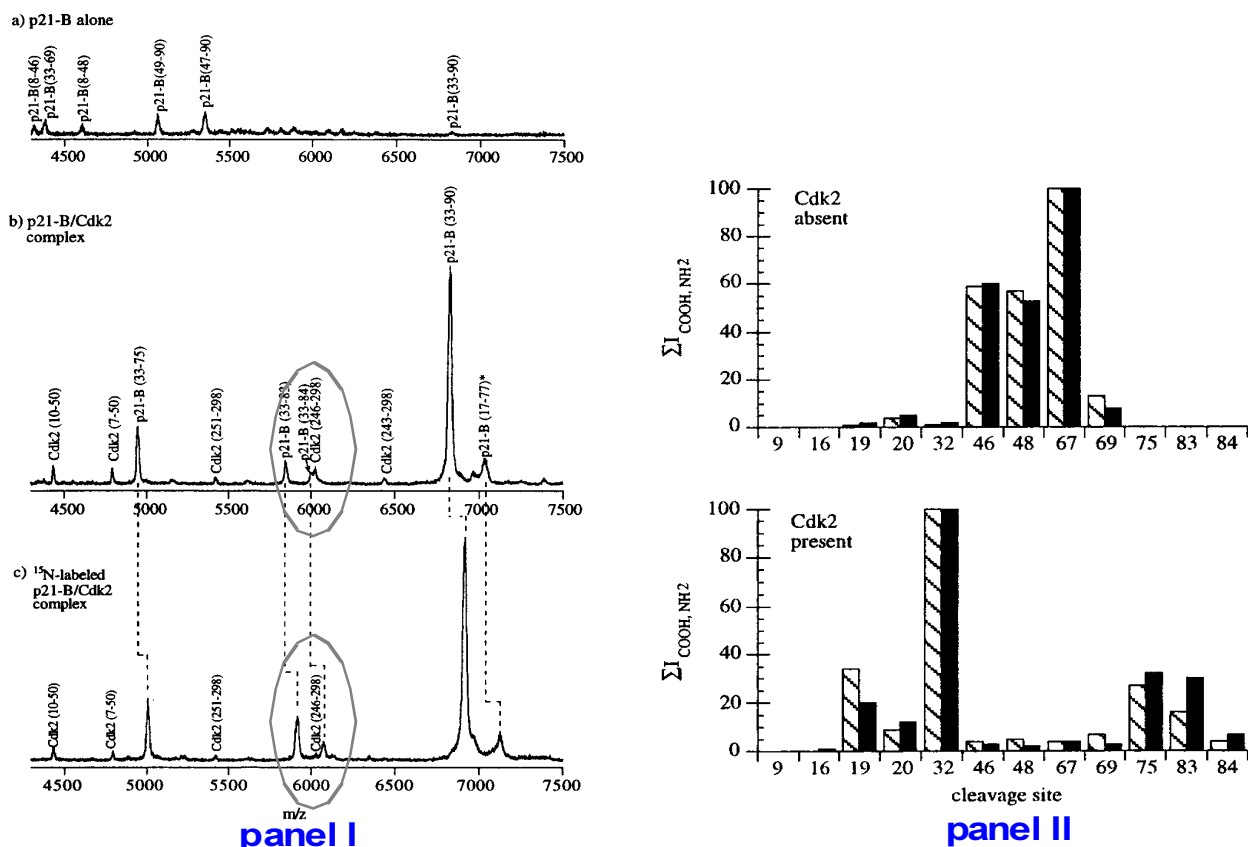 a) p21-B alone
p21-B(8-46)
p21-B(33-69)
p21-B(8-48)
p21-B(49-90)
p21-B(47-90)
p21-B(33-90)
4500 5000 5500 6000 6500 7000 7500
b) p21-B/Cdk2
complex
Cdk2 (10-50)
Cdk2 (7-50)
p21-B (33-75)
Cdk2 (251-298)
p21-B (33-83)
p21-B (33-84)
Cdk2 (246-298)
Cdk2 (243-298)
p21-B (33-90)
p21-B (17-77)*
4500 5000 5500 6000 6500 7000 7500
c) ¹⁵N-labeled
p21-B/Cdk2
complex
Cdk2 (10-50)
Cdk2 (7-50)
Cdk2 (251-298)
Cdk2 (246-298)
4500 5000 5500 6000 6500 7000 7500
m/z
panel I
Cdk2
absent
100
80
60
40
20
0
ΣI COOH, NH2
9 16 19 20 32 46 48 67 69 75 83 84
Cdk2
present
100
80
60
40
20
0
ΣI COOH, NH2
9 16 19 20 32 46 48 67 69 75 83 84
cleavage site
panel II